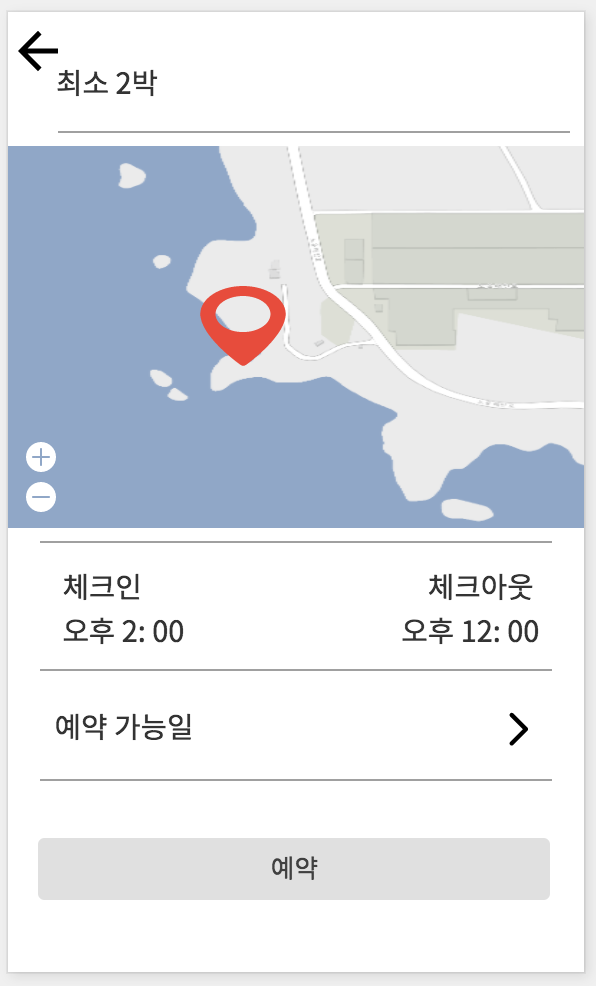 최소 2박
체크인
체크아웃
오후 2: 00
오후 12: 00
예약 가능일
예약